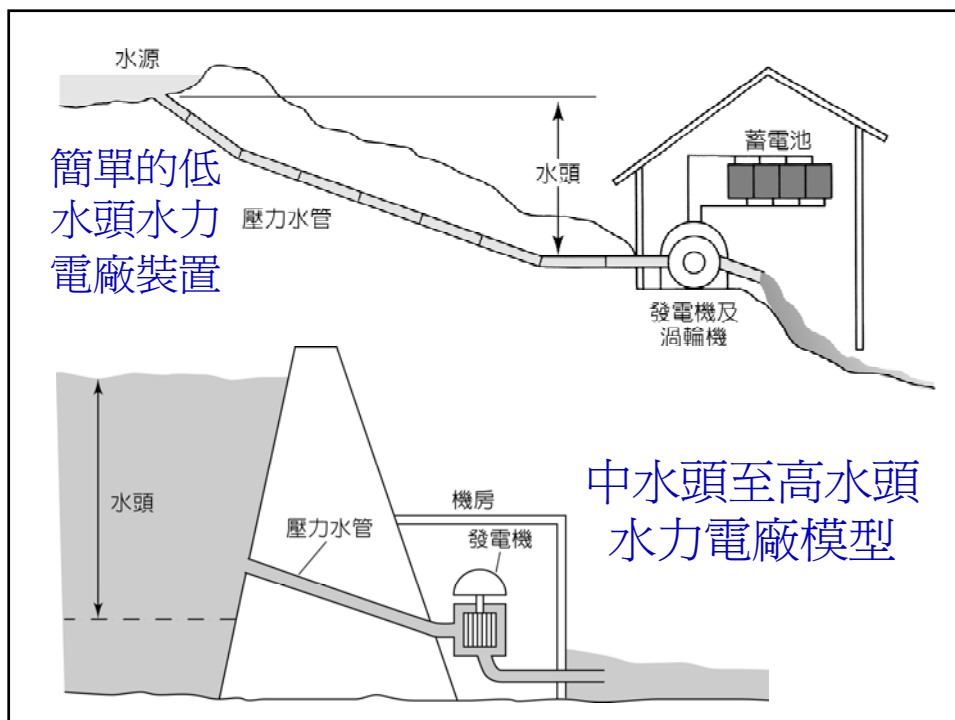 水源
簡單的低
水頭水力
電廠裝置
壓力水管
水頭
蓄電池
發電機及
渦輪機
水頭
壓力水管
機房
發電機
中水頭至高水頭
水力電廠模型